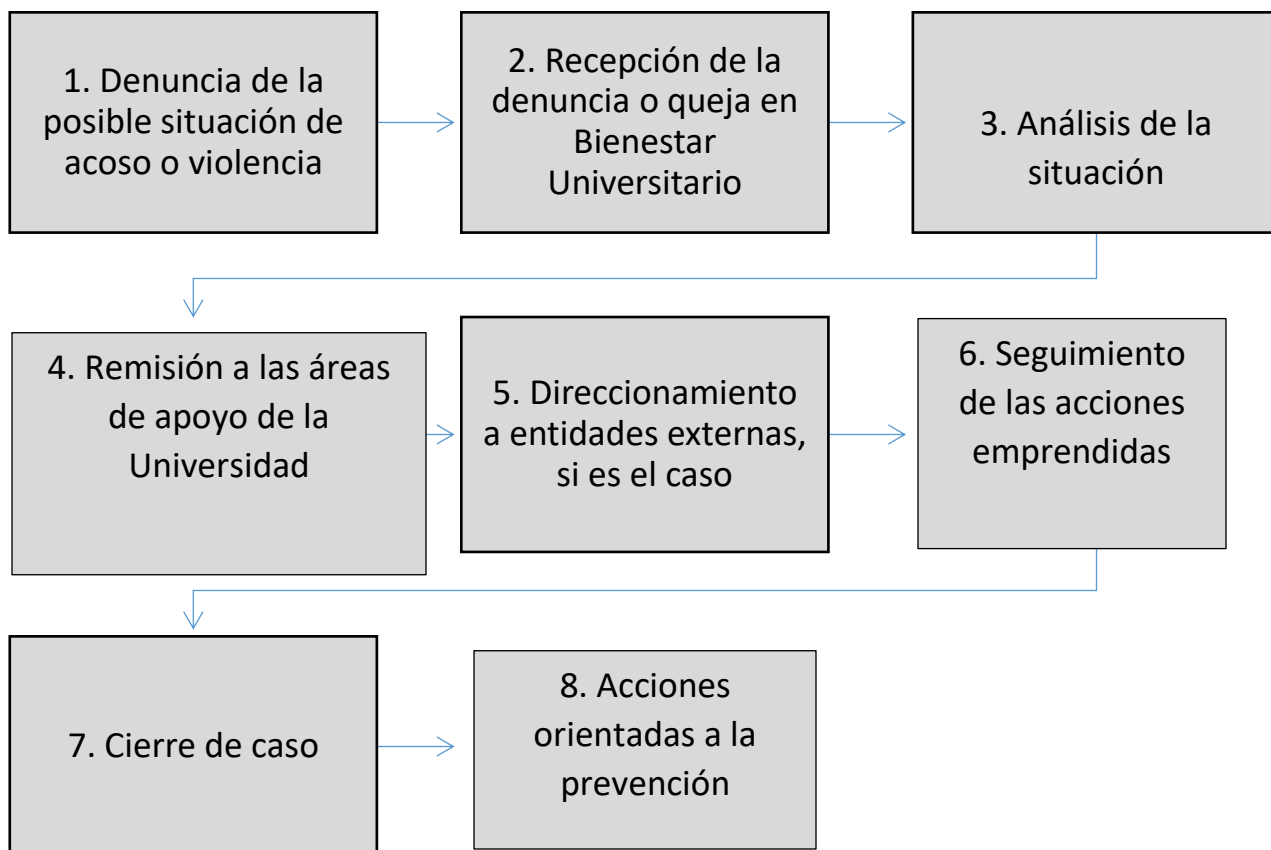 1. Denuncia de la
posible situación de
acoso o violencia
2. Recepción de la
denuncia o queja en
Bienestar
Universitario
3. Análisis de la
situación
4. Remisión a las áreas
de apoyo de la
Universidad
5. Direccionamiento
a entidades externas,
si es el caso
6. Seguimiento
de las acciones
emprendidas
7. Cierre de caso
8. Acciones
orientadas a la
prevención